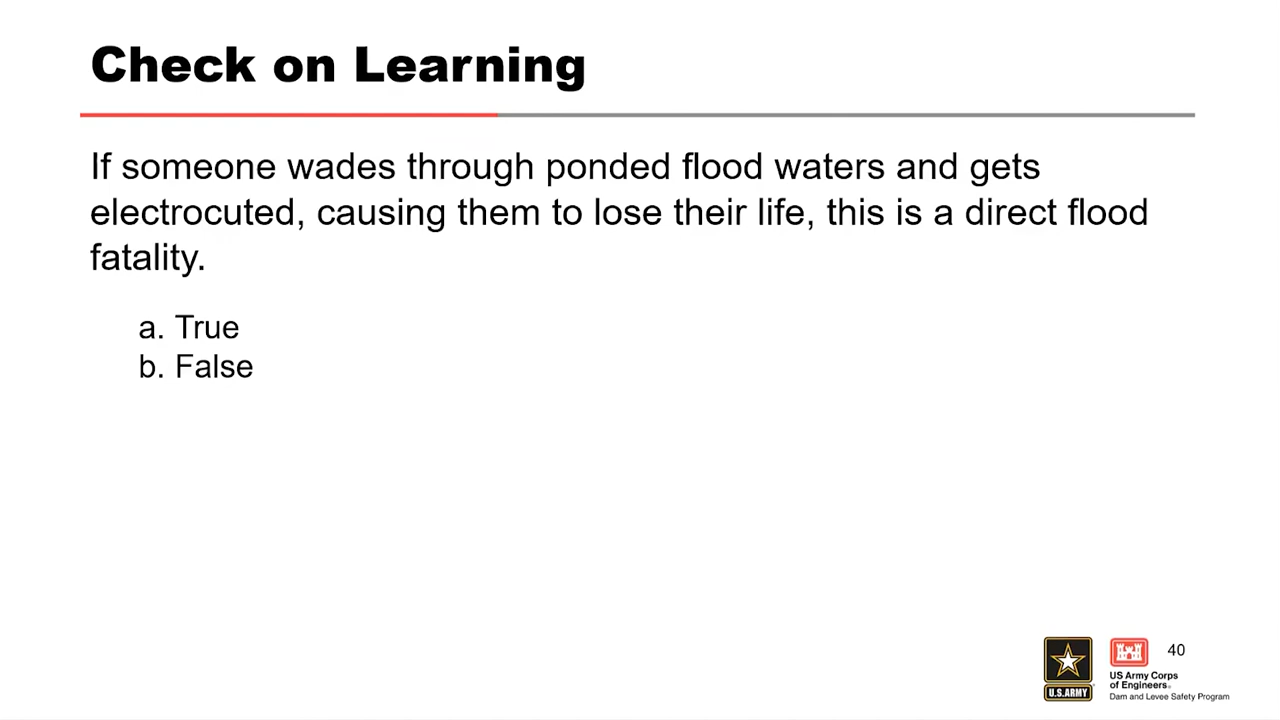 Check on Learning
If someone wades through ponded flood waters and gets
electrocuted, causing them to lose their life, this is a direct flood
fatality.
a. True
b. False
40
U.S. ARMY
US Army Corps
of Engineers®
Dam and Levee Safety Program